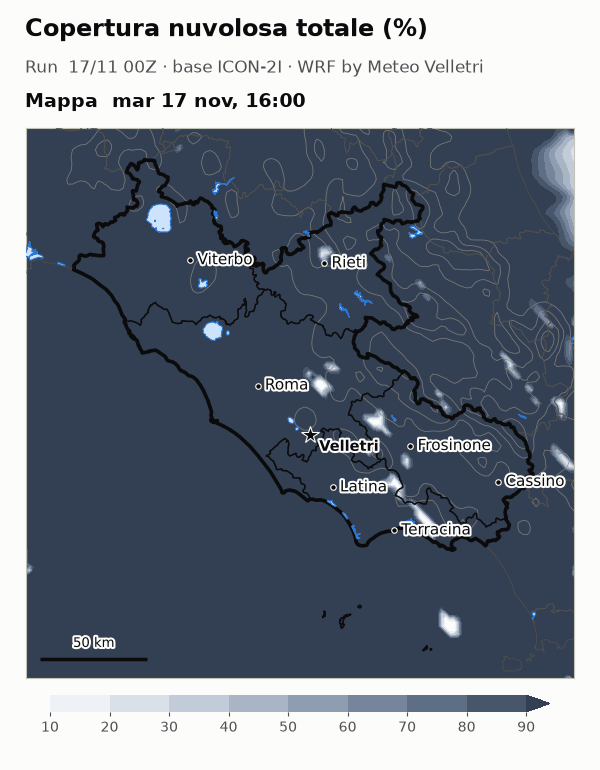 Copertura nuvolosa totale (%)
Run  17/11 00Z · base ICON-2I · WRF by Meteo Velletri
Mappa  mar 17 nov, 16:00
Viterbo
Rieti
Roma
Velletri
Frosinone
Cassino
Latina
Terracina
50 km
10 20 30 40 50 60 70 80 90